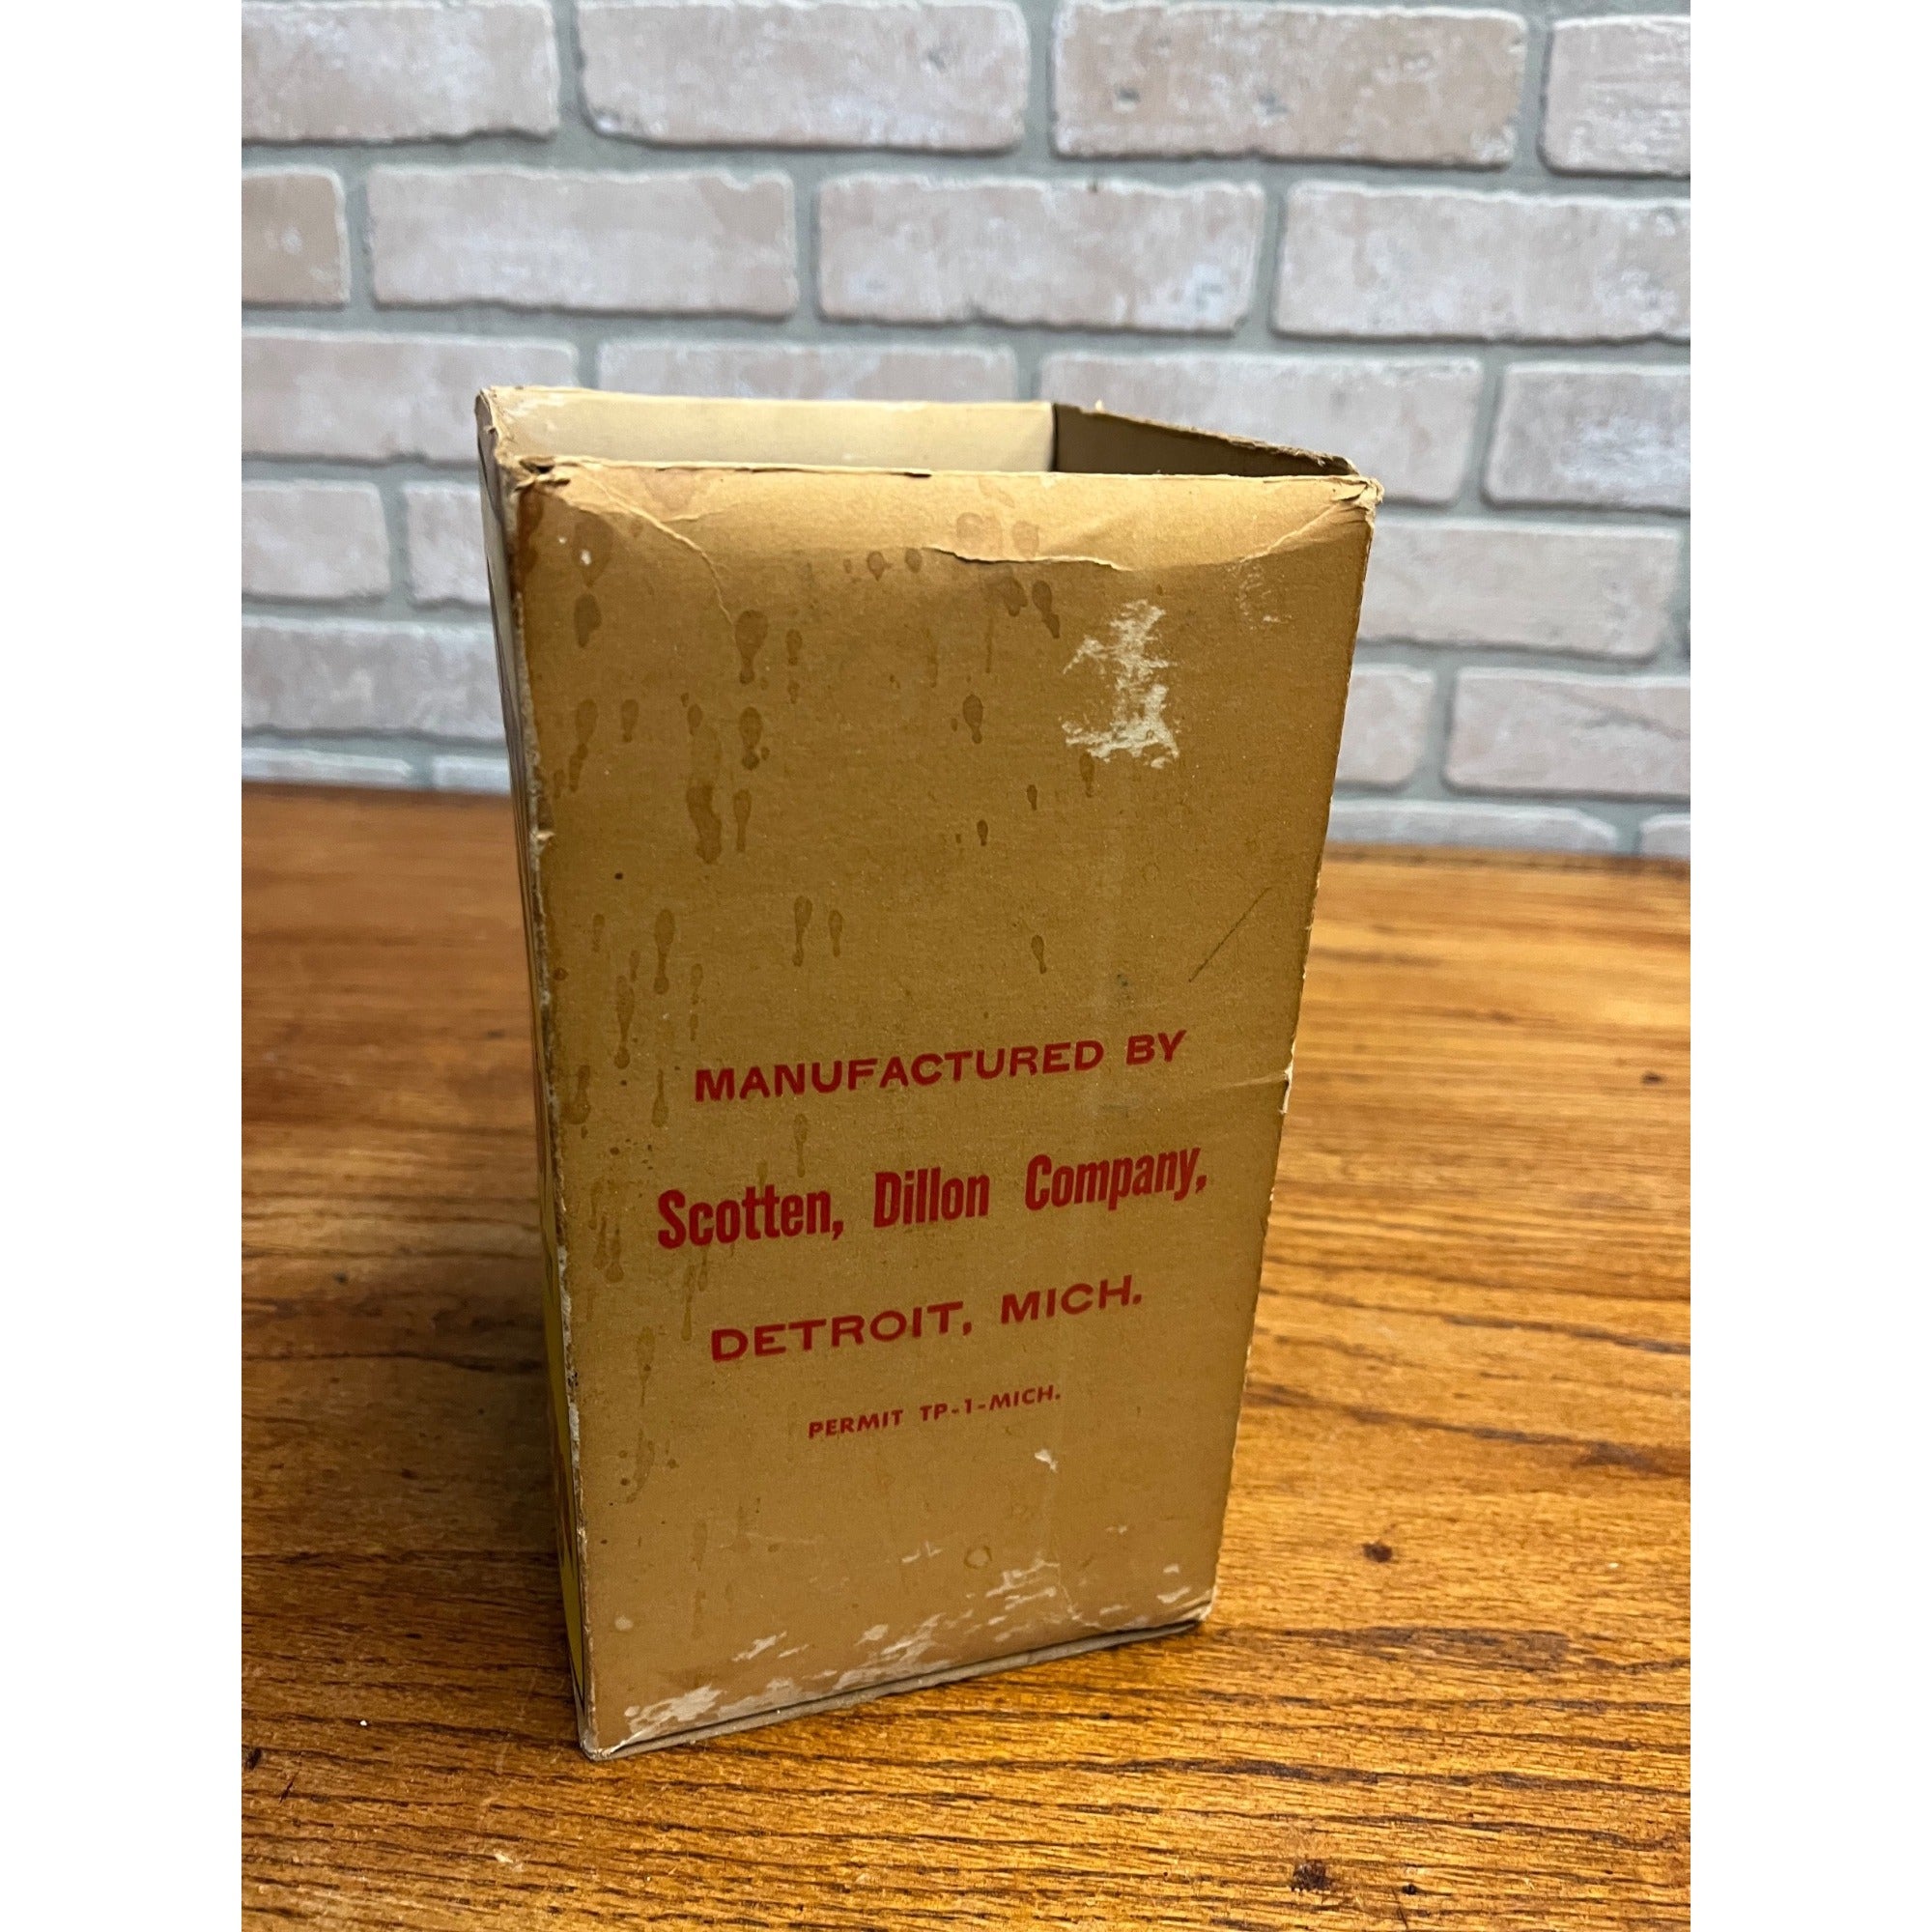 MANUFACTURED BY
Scotten, Dillon Company,
DETROIT, MICH.
PERMIT TP-1-MICH.